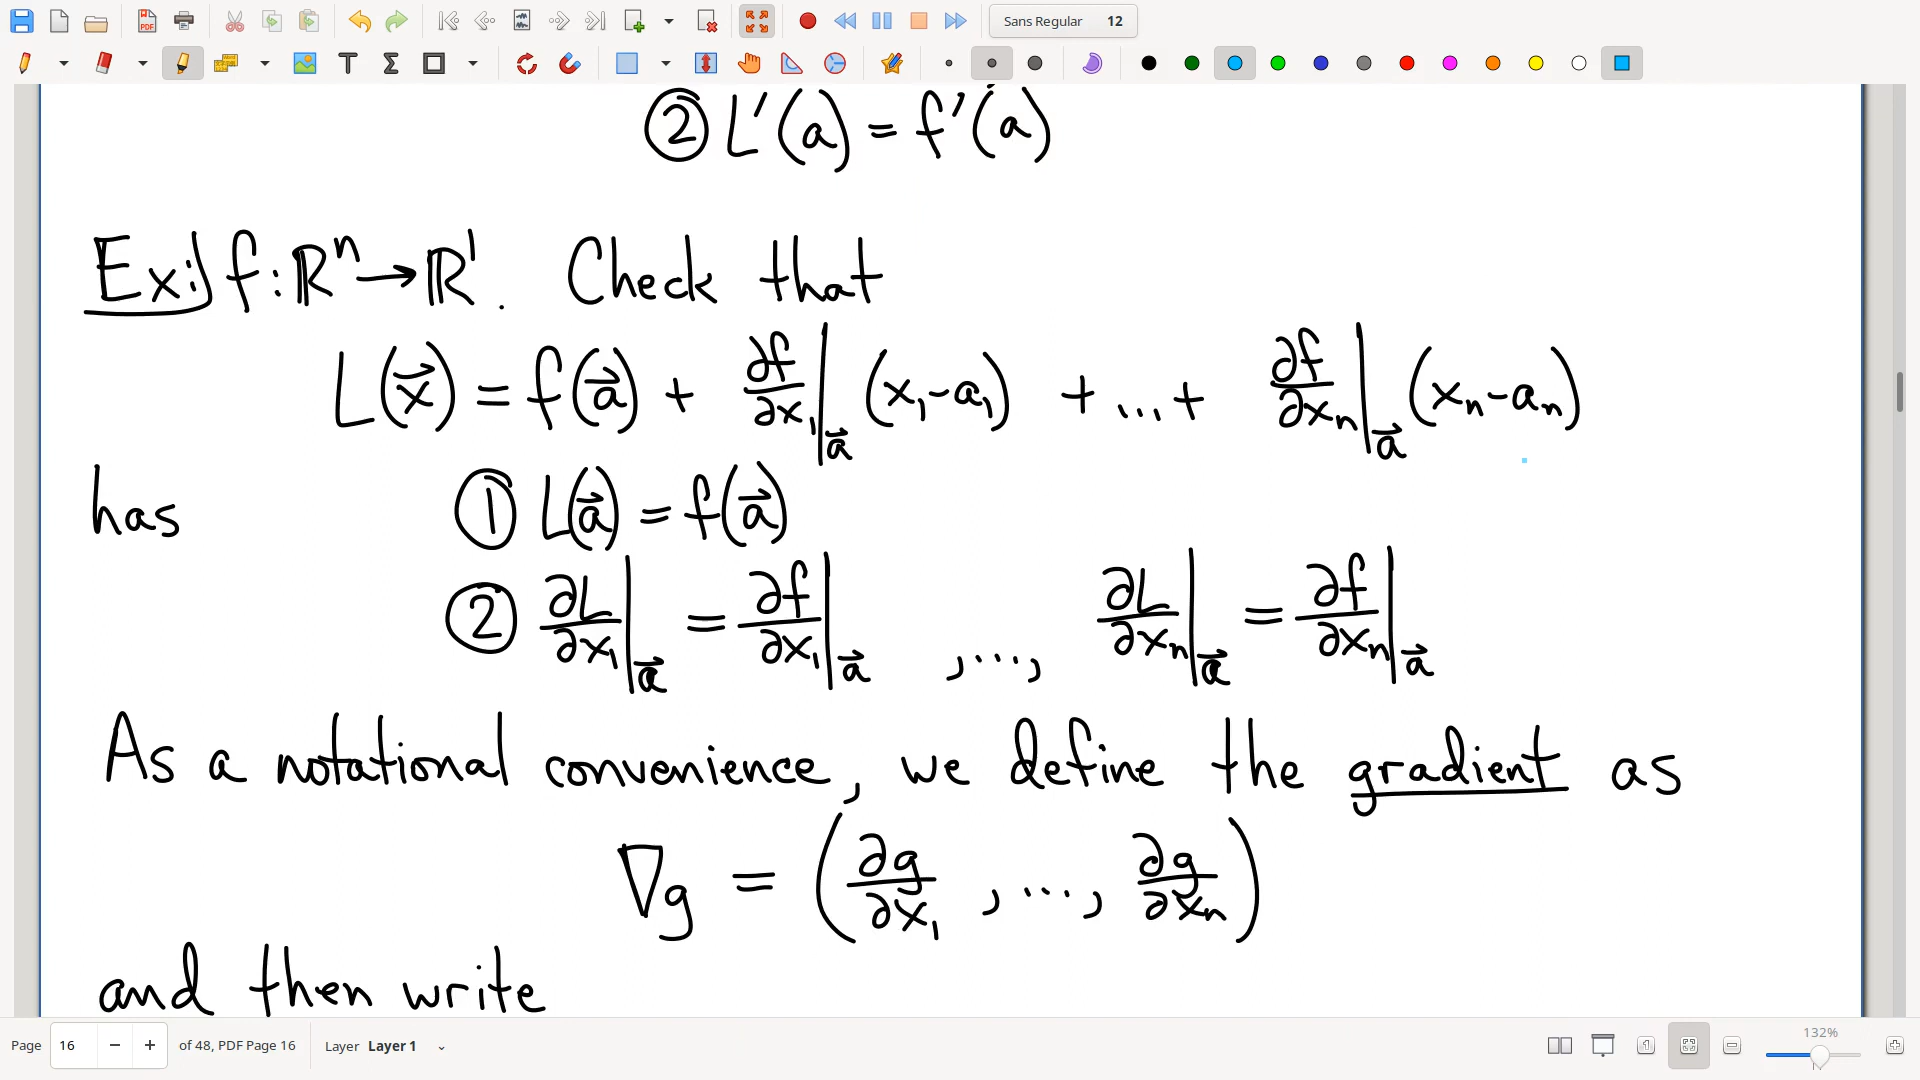 Sans Regular 12
② L'(a) = f'(a)
Ex: f: ℝⁿ → ℝ¹. Check that
L(x⃗) = f(a⃗) + ∂f/∂x₁|a⃗ (x₁-a₁) + ... + ∂f/∂xₙ|a⃗ (xₙ-aₙ)
has ① L(a⃗) = f(a⃗)
② ∂L/∂x₁|a⃗ = ∂f/∂x₁|a⃗ ,..., ∂L/∂xₙ|a⃗ = ∂f/∂xₙ|a⃗
As a notational convenience, we define the gradient as
∇g = (∂g/∂x₁ ,..., ∂g/∂xₙ)
and then write
Page 16 of 48, PDF Page 16 Layer Layer 1 132%